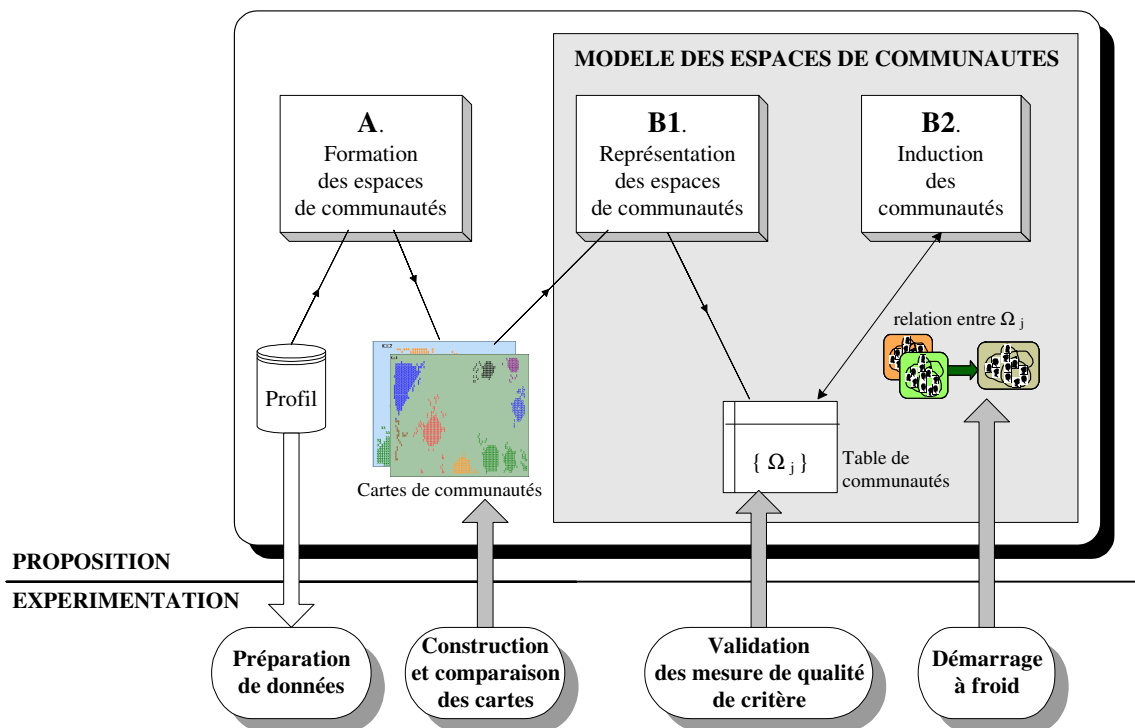 MODELE DES ESPACES DE COMMUNAUTES
A.
Formation
des espaces
de communautés
B1.
Représentation
des espaces
de communautés
B2.
Induction
des
communautés
relation entre Ω j
Profil
Cartes de communautés
{ Ω j }
Table de
communautés
PROPOSITION
EXPERIMENTATION
Préparation
de données
Construction
et comparaison
des cartes
Validation
des mesure de qualité
de critère
Démarrage
à froid